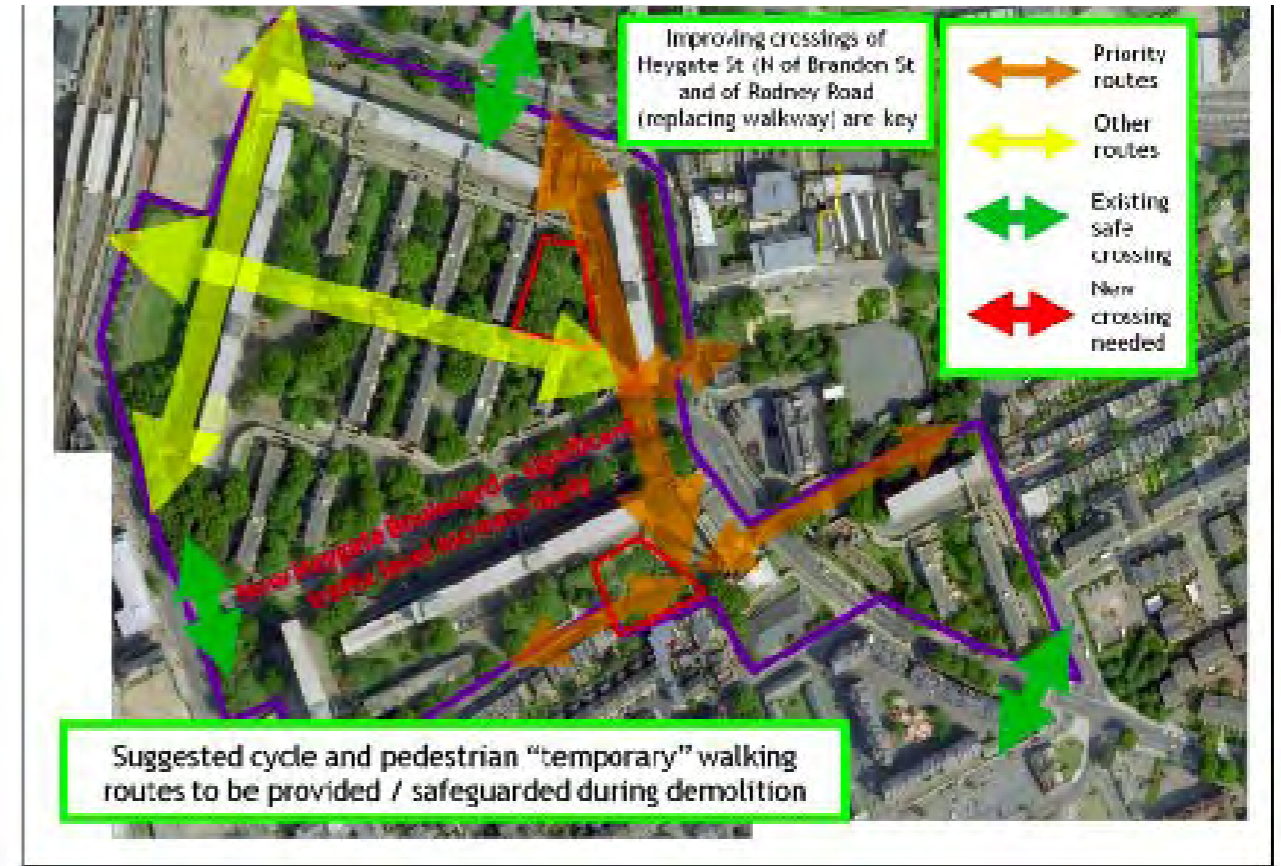 Improving crossings of
Heygate St (N of Brandon St
and of Rodney Road
(replacing walkway) are key
Priority
routes
Other
routes
Existing
safe
crossing
New
crossing
needed
New Heygate Boulevard – significant
traffic level increase likely
Suggested cycle and pedestrian “temporary” walking
routes to be provided / safeguarded during demolition